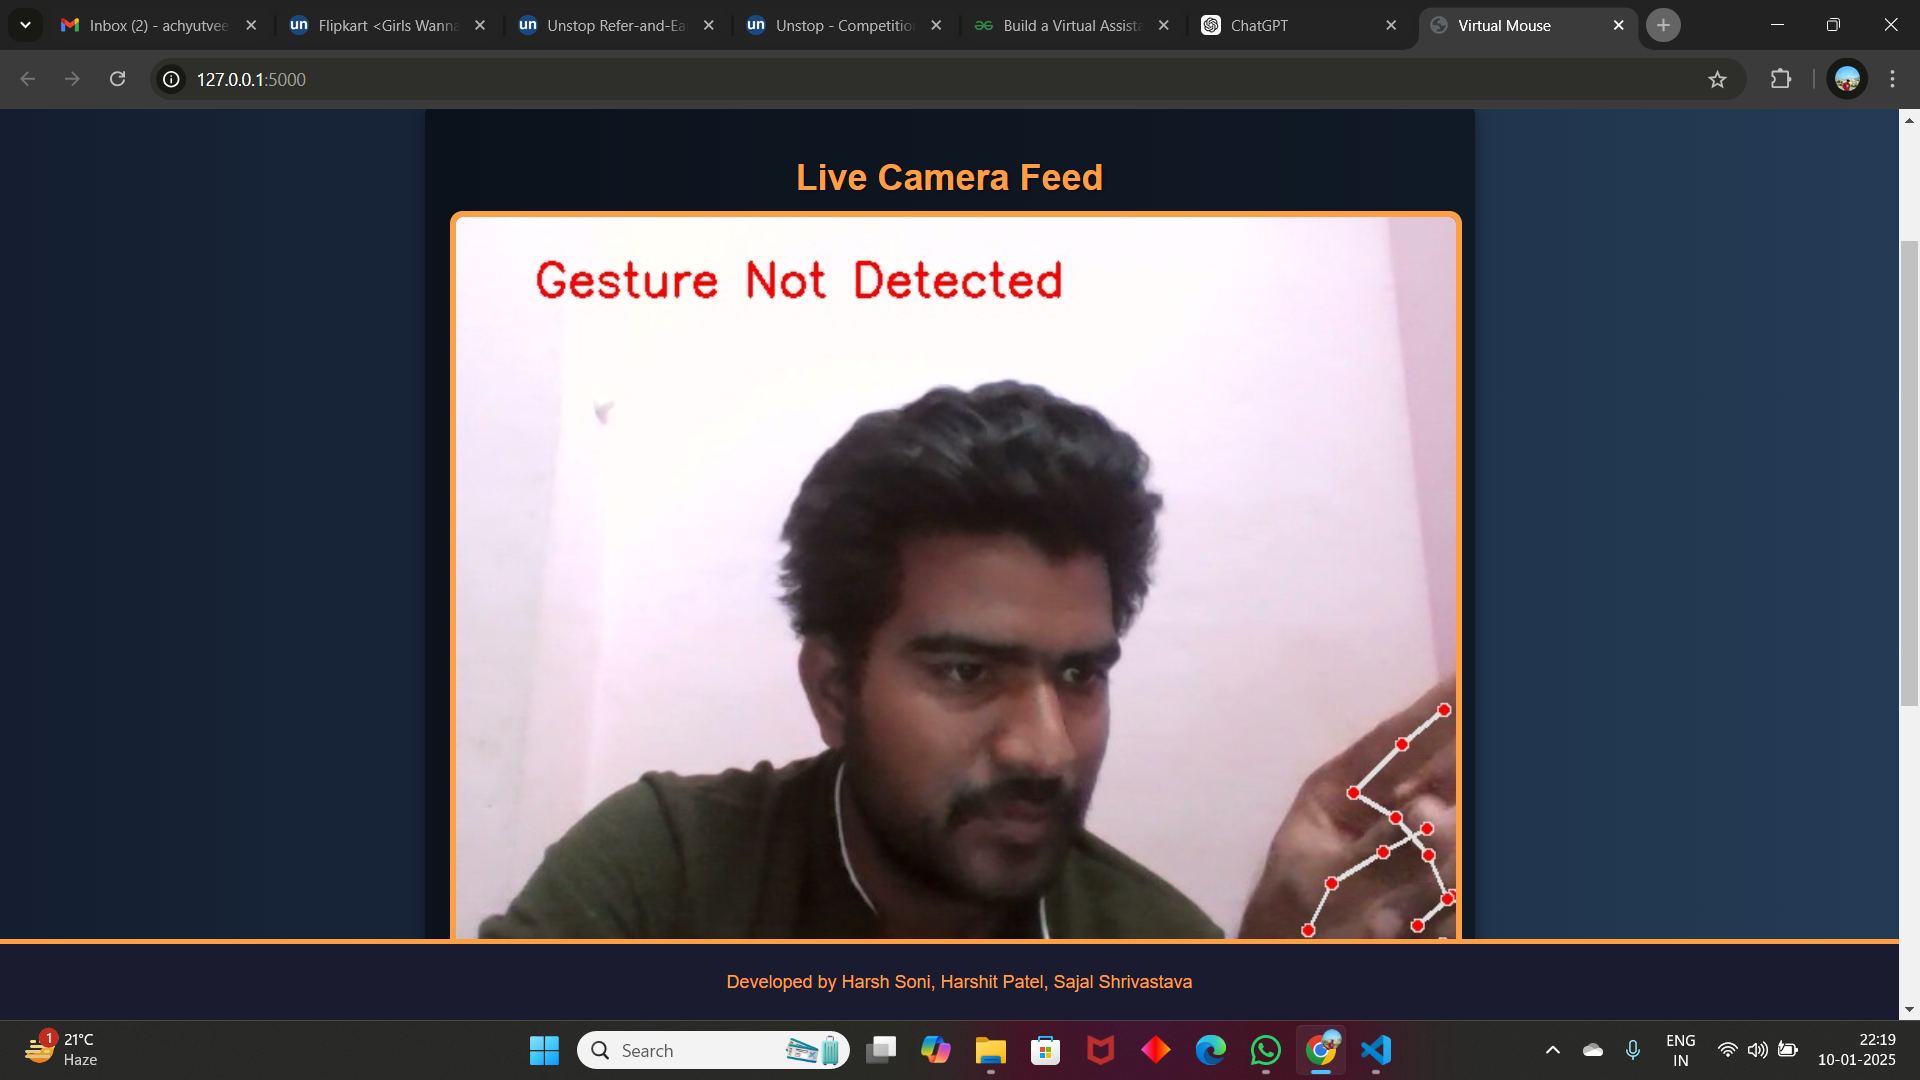 Inbox (2) - achyutvee
Flipkart <Girls Wanna
Unstop Refer-and-Ea
Unstop - Competitio
Build a Virtual Assista
ChatGPT
Virtual Mouse
127.0.0.1:5000
Live Camera Feed
Gesture Not Detected
Developed by Harsh Soni, Harshit Patel, Sajal Shrivastava
1
21°C
Haze
Search
ENG
IN
22:19
10-01-2025